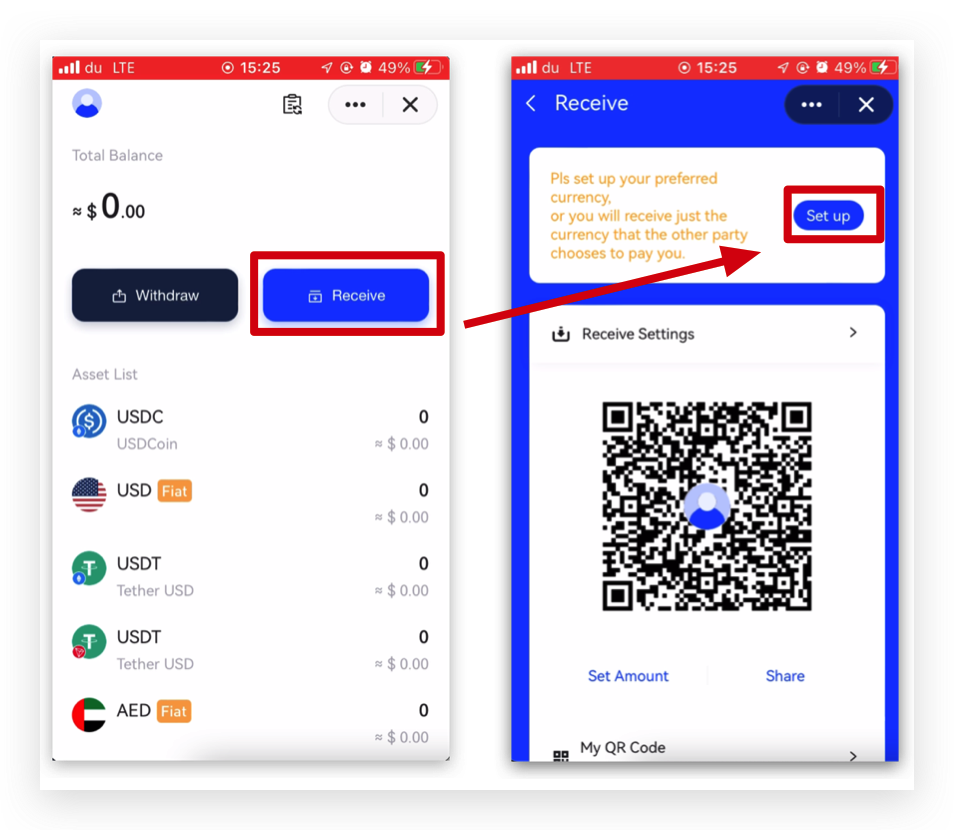 du LTE 15:25 49%
Total Balance
≈ $ 0.00
Withdraw
Receive
Asset List
USDC 0
USDCoin ≈ $ 0.00
USD Fiat 0
≈ $ 0.00
USDT 0
Tether USD ≈ $ 0.00
USDT 0
Tether USD ≈ $ 0.00
AED Fiat 0
≈ $ 0.00
du LTE 15:25 49%
Receive
Pls set up your preferred
currency,
or you will receive just the
currency that the other party
chooses to pay you.
Set up
Receive Settings
Set Amount
Share
My QR Code